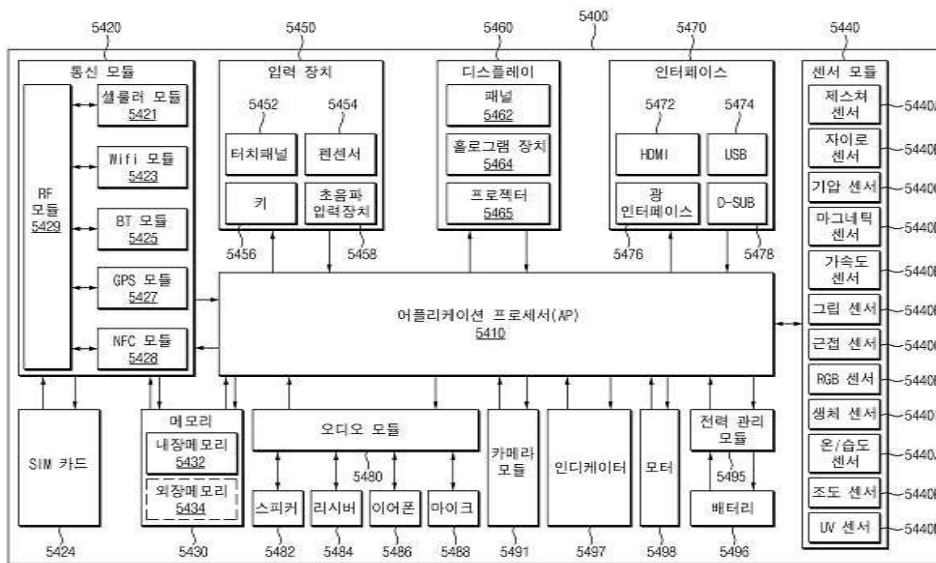 5400
5420
통신 모듈
RF
모듈
5429
셀룰러 모듈
5421
Wifi 모듈
5423
BT 모듈
5425
GPS 모듈
5427
NFC 모듈
5428
5450
입력 장치
5452
5454
터치패널
펜센서
키
초음파
입력장치
5456
5458
5460
디스플레이
패널
5462
홀로그램 장치
5464
프로젝터
5465
5470
인터페이스
5472
5474
HDMI
USB
광
인터페이스
D-SUB
5476
5478
5440
센서 모듈
제스쳐
센서
자이로
센서
5440
기압 센서
5440
마그네틱
센서
5440
가속도
센서
5440
그립 센서
5440
근접 센서
5440
RGB 센서
5440
생체 센서
5440
온/습도
센서
조도 센서
5440
UV 센서
5440
어플리케이션 프로세서(AP)
5410
SIM 카드
5424
메모리
내장메모리
5432
외장메모리
5434
5430
오디오 모듈
5480
스피커
리시버
이어폰
마이크
5482
5484
5486
5488
카메라
모듈
5491
인디케이터
5497
모터
5498
전력 관리
모듈
5495
배터리
5496